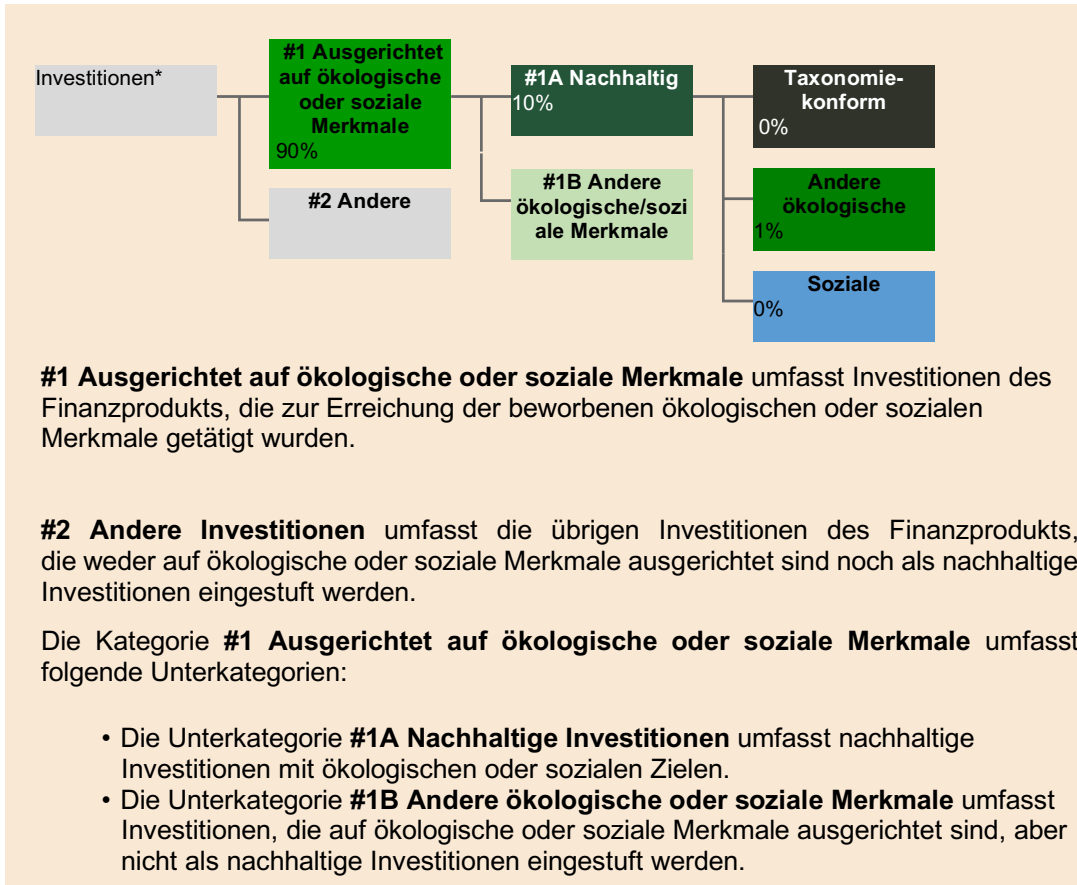 Investitionen*
#1 Ausgerichtet
auf ökologische
oder soziale
Merkmale
90%
#2 Andere
#1A Nachhaltig
10%
#1B Andere
ökologische/sozi
ale Merkmale
Taxonomie-
konform
0%
Andere
ökologische
1%
Soziale
0%
#1 Ausgerichtet auf ökologische oder soziale Merkmale umfasst Investitionen des
Finanzprodukts, die zur Erreichung der beworbenen ökologischen oder sozialen
Merkmale getätigt wurden.
#2 Andere Investitionen umfasst die übrigen Investitionen des Finanzprodukts,
die weder auf ökologische oder soziale Merkmale ausgerichtet sind noch als nachhaltige
Investitionen eingestuft werden.
Die Kategorie #1 Ausgerichtet auf ökologische oder soziale Merkmale umfasst
folgende Unterkategorien:
• Die Unterkategorie #1A Nachhaltige Investitionen umfasst nachhaltige
Investitionen mit ökologischen oder sozialen Zielen.
• Die Unterkategorie #1B Andere ökologische oder soziale Merkmale umfasst
Investitionen, die auf ökologische oder soziale Merkmale ausgerichtet sind, aber
nicht als nachhaltige Investitionen eingestuft werden.